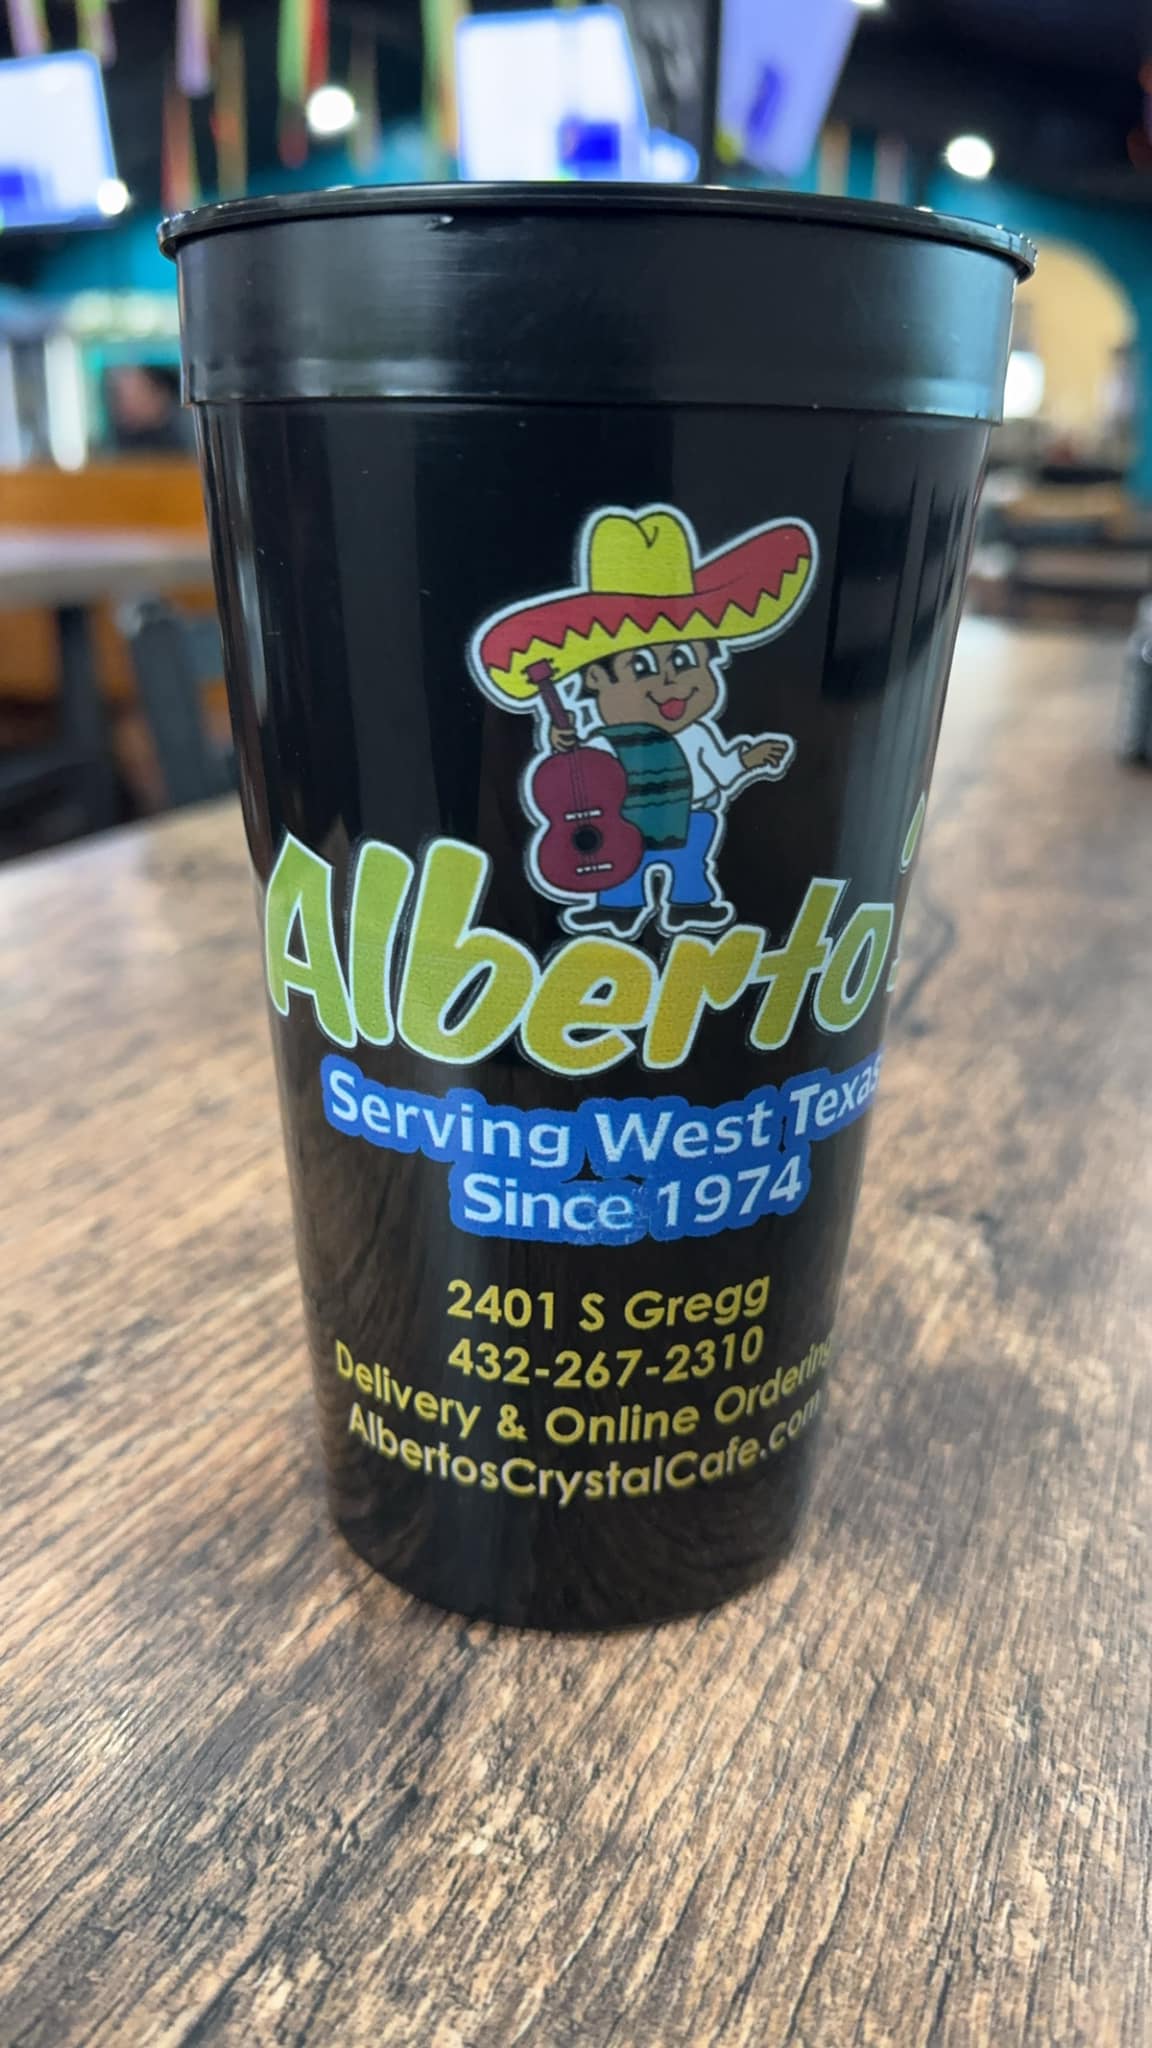 Alberto's
Serving West Texas
Since 1974
2401 S Gregg
432-267-2310
Delivery & Online Ordering
AlbertosCrystalCafe.com